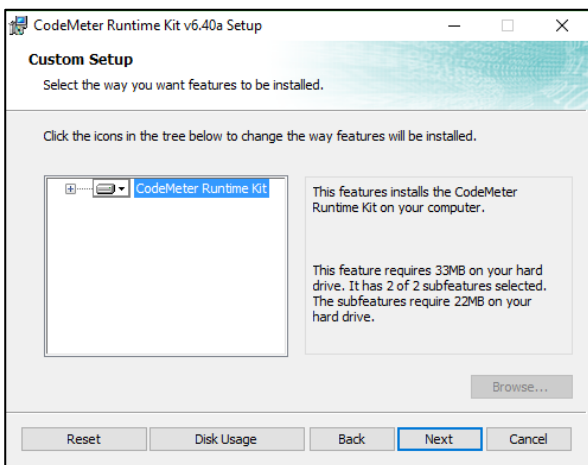 CodeMeter Runtime Kit v6.40a Setup
Custom Setup
Select the way you want features to be installed.
Click the icons in the tree below to change the way features will be installed.
CodeMeter Runtime Kit
This features installs the CodeMeter
Runtime Kit on your computer.
This feature requires 33MB on your hard
drive. It has 2 of 2 subfeatures selected.
The subfeatures require 22MB on your
hard drive.
Browse...
Reset
Disk Usage
Back
Next
Cancel